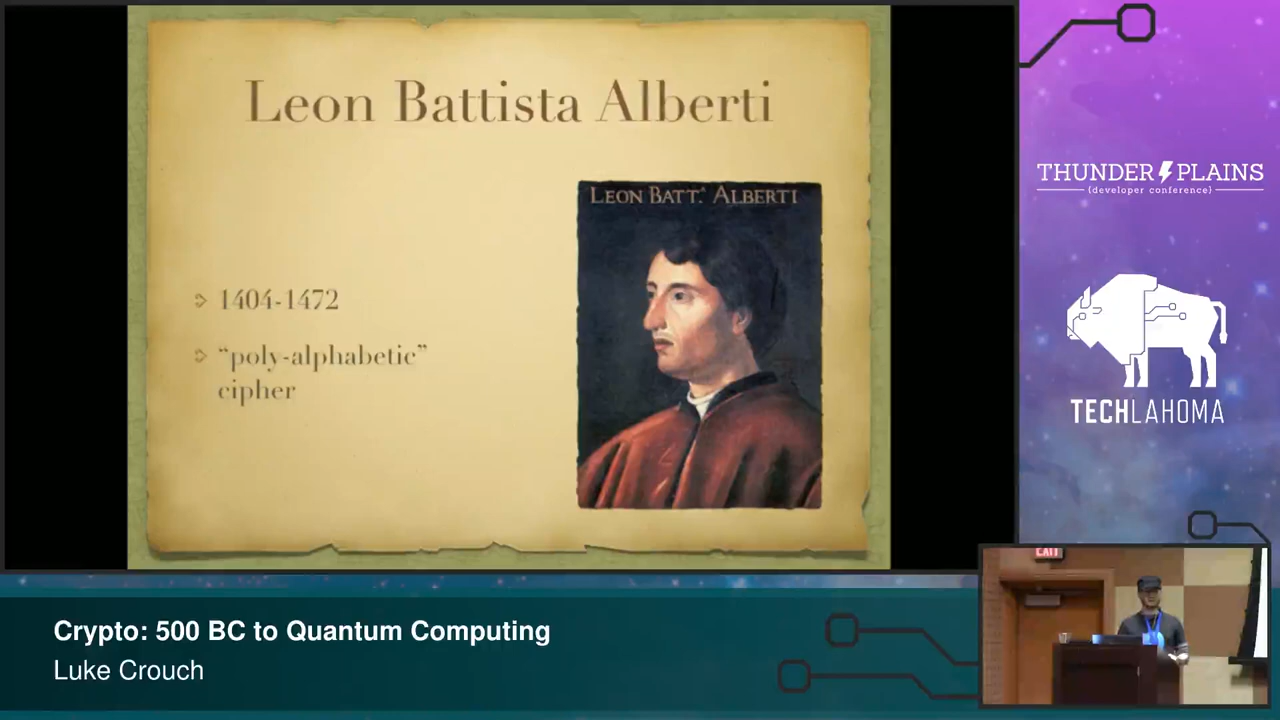 Leon Battista Alberti
LEON BATT.ᴬ ALBERTI
1404-1472
“poly-alphabetic”
cipher
THUNDER PLAINS
{developer conference}
TECHLAHOMA
EXIT
Crypto: 500 BC to Quantum Computing
Luke Crouch